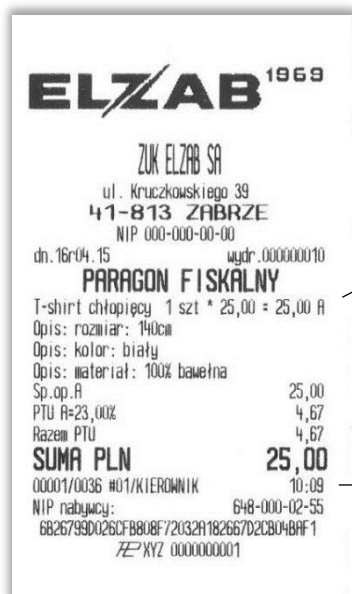 ELZAB 1969
ZUK ELZAB SA
ul. Kruczkowskiego 39
41-813 ZABRZE
NIP 000-000-00-00
dn.16r04.15 wydr.000000010
PARAGON FISKALNY
T-shirt chłopięcy 1 szt * 25,00 = 25,00 A
Opis: rozmiar: 140cm
Opis: kolor: biały
Opis: materiał: 100% bawełna
Sp.op.A 25,00
PTU A=23,00% 4,67
Razem PTU 4,67
SUMA PLN 25,00
00001/0036 #01/KIEROWNIK 10:09
NIP nabywcy: 648-000-02-55
6B26799D026CFB808F72032A182667D2CB04BAF1
XYZ 0000000001